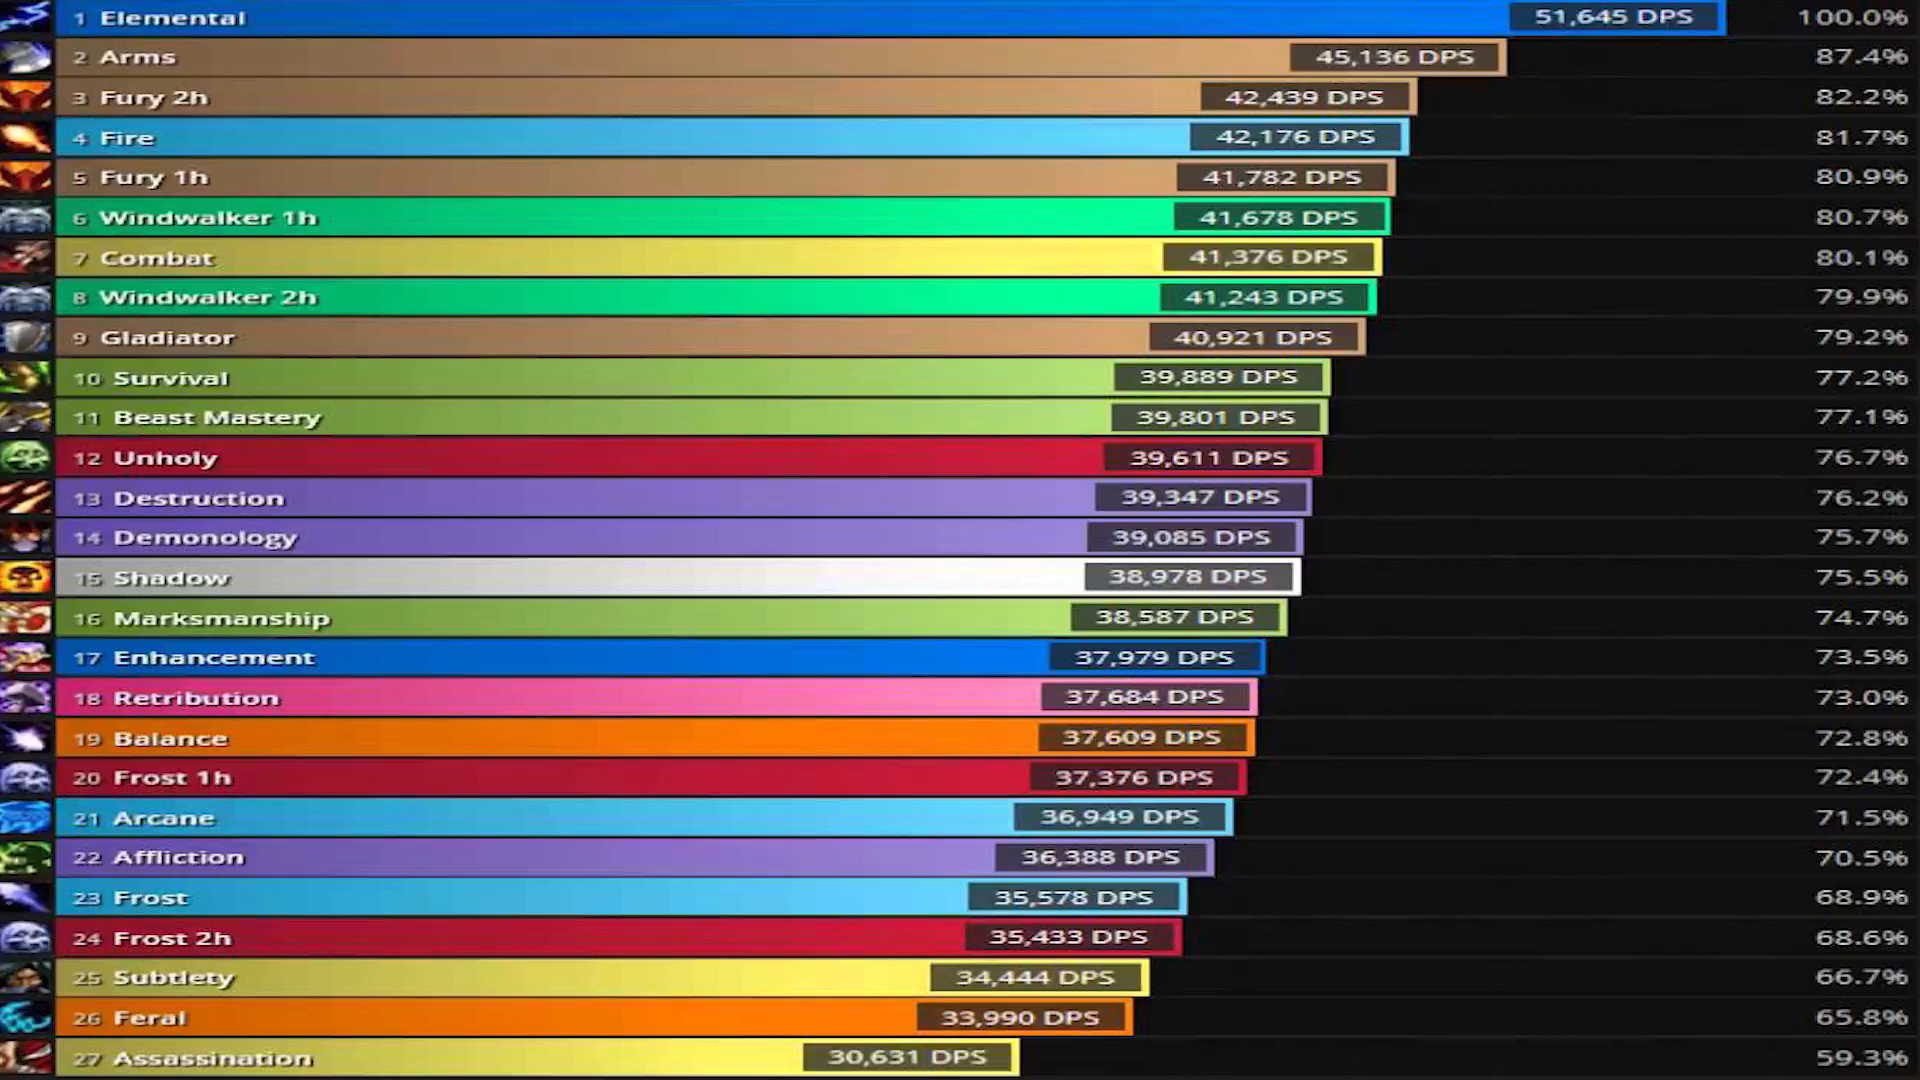 1 Elemental 51,645 DPS 100.0%
2 Arms 45,136 DPS 87.4%
3 Fury 2h 42,439 DPS 82.2%
4 Fire 42,176 DPS 81.7%
5 Fury 1h 41,782 DPS 80.9%
6 Windwalker 1h 41,678 DPS 80.7%
7 Combat 41,376 DPS 80.1%
8 Windwalker 2h 41,243 DPS 79.9%
9 Gladiator 40,921 DPS 79.2%
10 Survival 39,889 DPS 77.2%
11 Beast Mastery 39,801 DPS 77.1%
12 Unholy 39,611 DPS 76.7%
13 Destruction 39,347 DPS 76.2%
14 Demonology 39,085 DPS 75.7%
15 Shadow 38,978 DPS 75.5%
16 Marksmanship 38,587 DPS 74.7%
17 Enhancement 37,979 DPS 73.5%
18 Retribution 37,684 DPS 73.0%
19 Balance 37,609 DPS 72.8%
20 Frost 1h 37,376 DPS 72.4%
21 Arcane 36,949 DPS 71.5%
22 Affliction 36,388 DPS 70.5%
23 Frost 35,578 DPS 68.9%
24 Frost 2h 35,433 DPS 68.6%
25 Subtlety 34,444 DPS 66.7%
26 Feral 33,990 DPS 65.8%
27 Assassination 30,631 DPS 59.3%